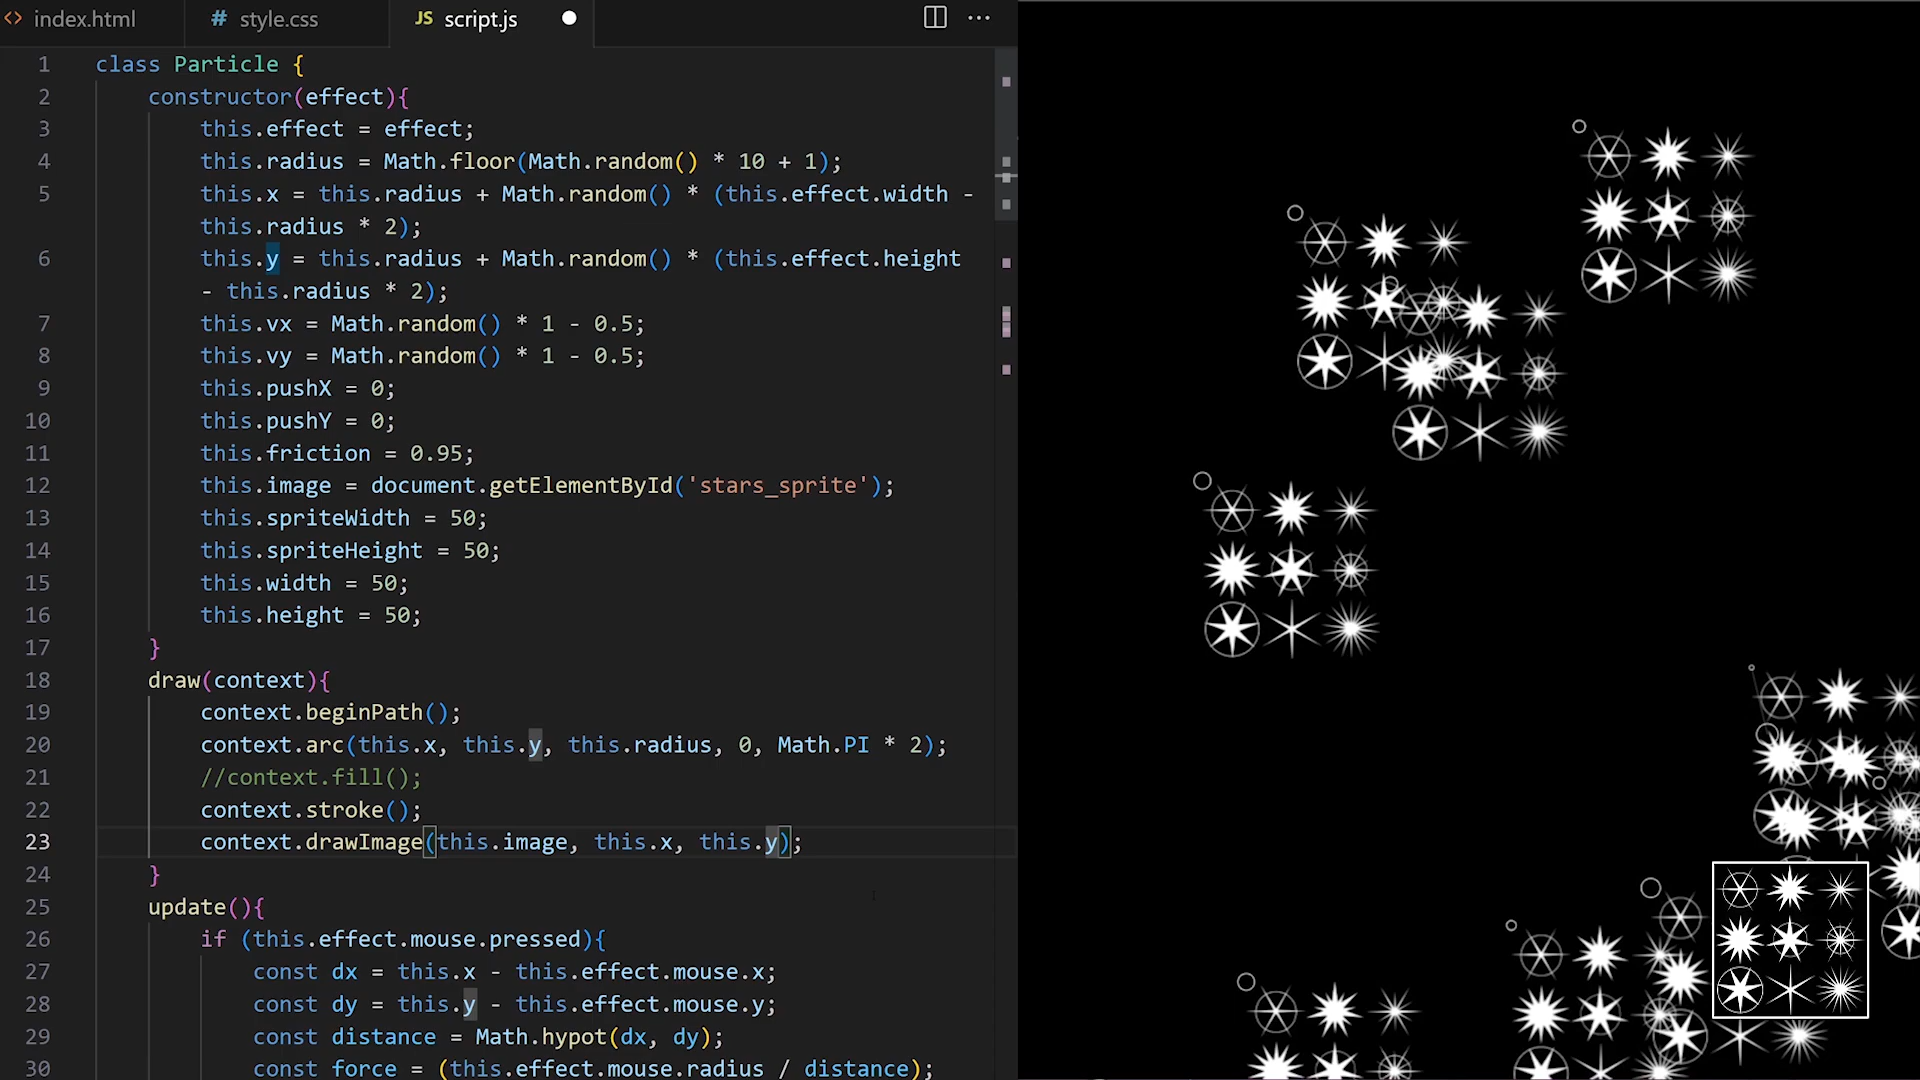 index.html
# style.css
JS script.js
1 class Particle {
2 constructor(effect){
3 this.effect = effect;
4 this.radius = Math.floor(Math.random() * 10 + 1);
5 this.x = this.radius + Math.random() * (this.effect.width -
this.radius * 2);
6 this.y = this.radius + Math.random() * (this.effect.height
- this.radius * 2);
7 this.vx = Math.random() * 1 - 0.5;
8 this.vy = Math.random() * 1 - 0.5;
9 this.pushX = 0;
10 this.pushY = 0;
11 this.friction = 0.95;
12 this.image = document.getElementById('stars_sprite');
13 this.spriteWidth = 50;
14 this.spriteHeight = 50;
15 this.width = 50;
16 this.height = 50;
17 }
18 draw(context){
19 context.beginPath();
20 context.arc(this.x, this.y, this.radius, 0, Math.PI * 2);
21 //context.fill();
22 context.stroke();
23 context.drawImage(this.image, this.x, this.y);
24 }
25 update(){
26 if (this.effect.mouse.pressed){
27 const dx = this.x - this.effect.mouse.x;
28 const dy = this.y - this.effect.mouse.y;
29 const distance = Math.hypot(dx, dy);
30 const force = (this.effect.mouse.radius / distance);